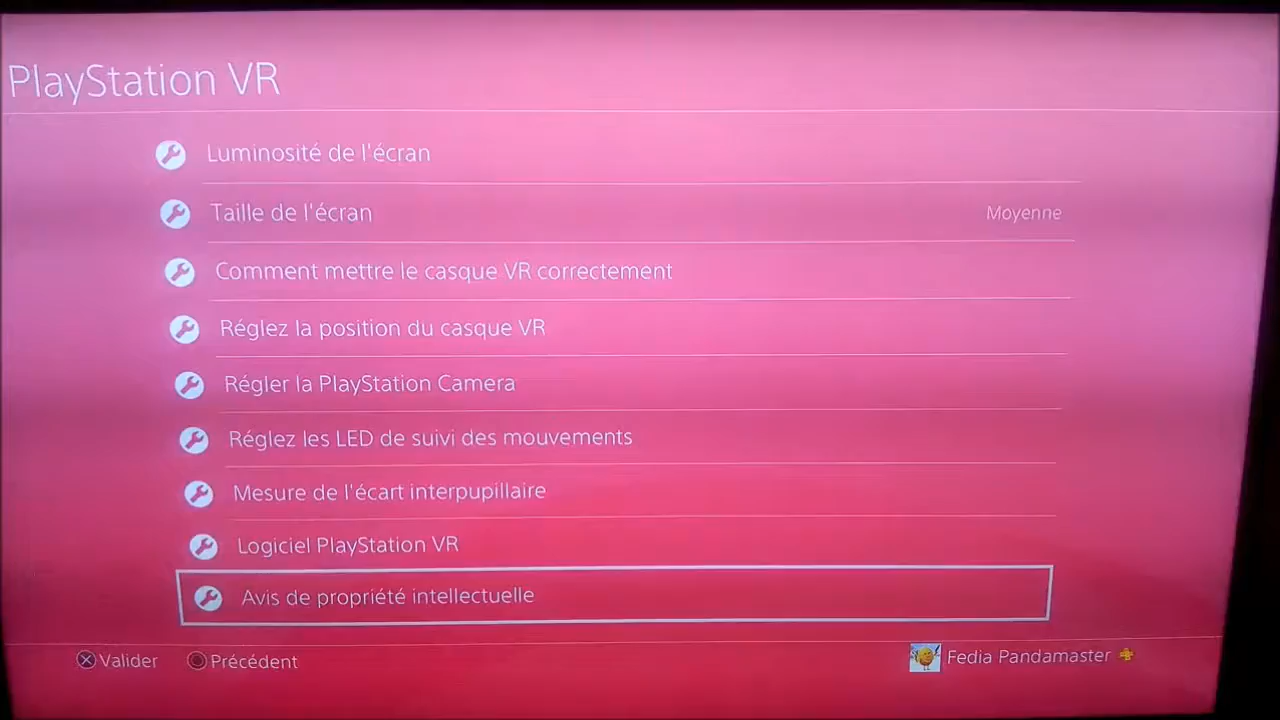 PlayStation VR
Luminosité de l'écran
Taille de l'écran Moyenne
Comment mettre le casque VR correctement
Réglez la position du casque VR
Régler la PlayStation Camera
Réglez les LED de suivi des mouvements
Mesure de l'écart interpupillaire
Logiciel PlayStation VR
Avis de propriété intellectuelle
Valider Précédent Fedia Pandamaster